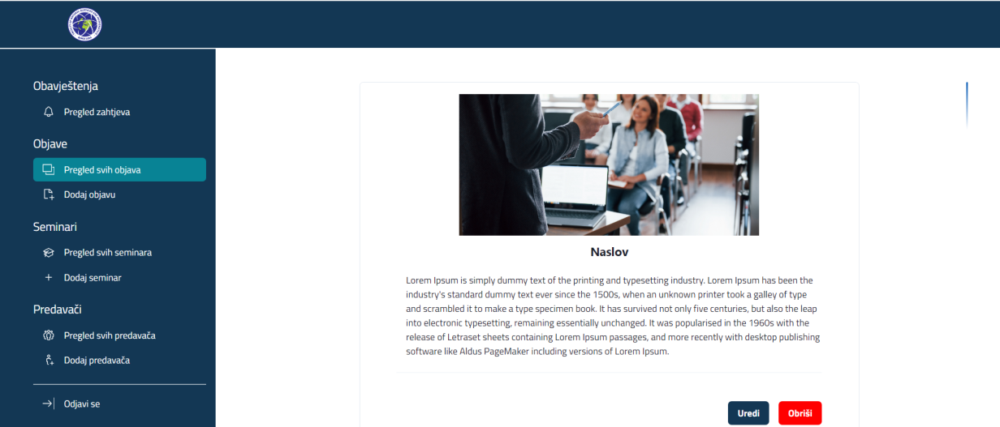 Obavještenja
Pregled zahtjeva
Objave
Pregled svih objava
Dodaj objavu
Seminari
Pregled svih seminara
Dodaj seminar
Predavači
Pregled svih predavača
Dodaj predavača
Odjavi se
Naslov
Lorem Ipsum is simply dummy text of the printing and typesetting industry. Lorem Ipsum has been the
industry's standard dummy text ever since the 1500s, when an unknown printer took a galley of type
and scrambled it to make a type specimen book. It has survived not only five centuries, but also the leap
into electronic typesetting, remaining essentially unchanged. It was popularised in the 1960s with the
release of Letraset sheets containing Lorem Ipsum passages, and more recently with desktop publishing
software like Aldus PageMaker including versions of Lorem Ipsum.
Uredi
Obriši